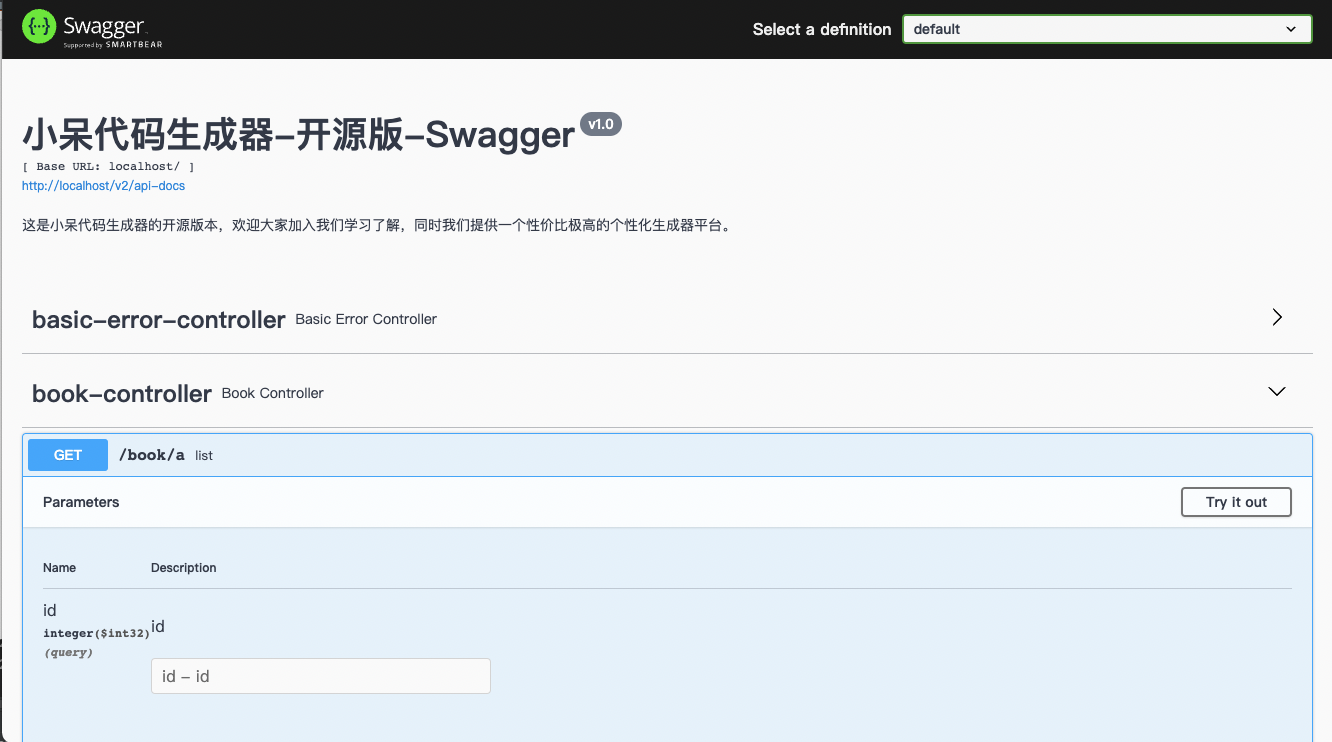 Swagger
Supported by SMARTBEAR
Select a definition
default
小呆代码生成器-开源版-Swagger v1.0
[ Base URL: localhost/ ]
http://localhost/v2/api-docs
这是小呆代码生成器的开源版本，欢迎大家加入我们学习了解，同时我们提供一个性价比极高的个性化生成器平台。
basic-error-controller Basic Error Controller
book-controller Book Controller
GET /book/a list
Parameters
Try it out
Name Description
id
integer($int32)
(query)
id
id - id